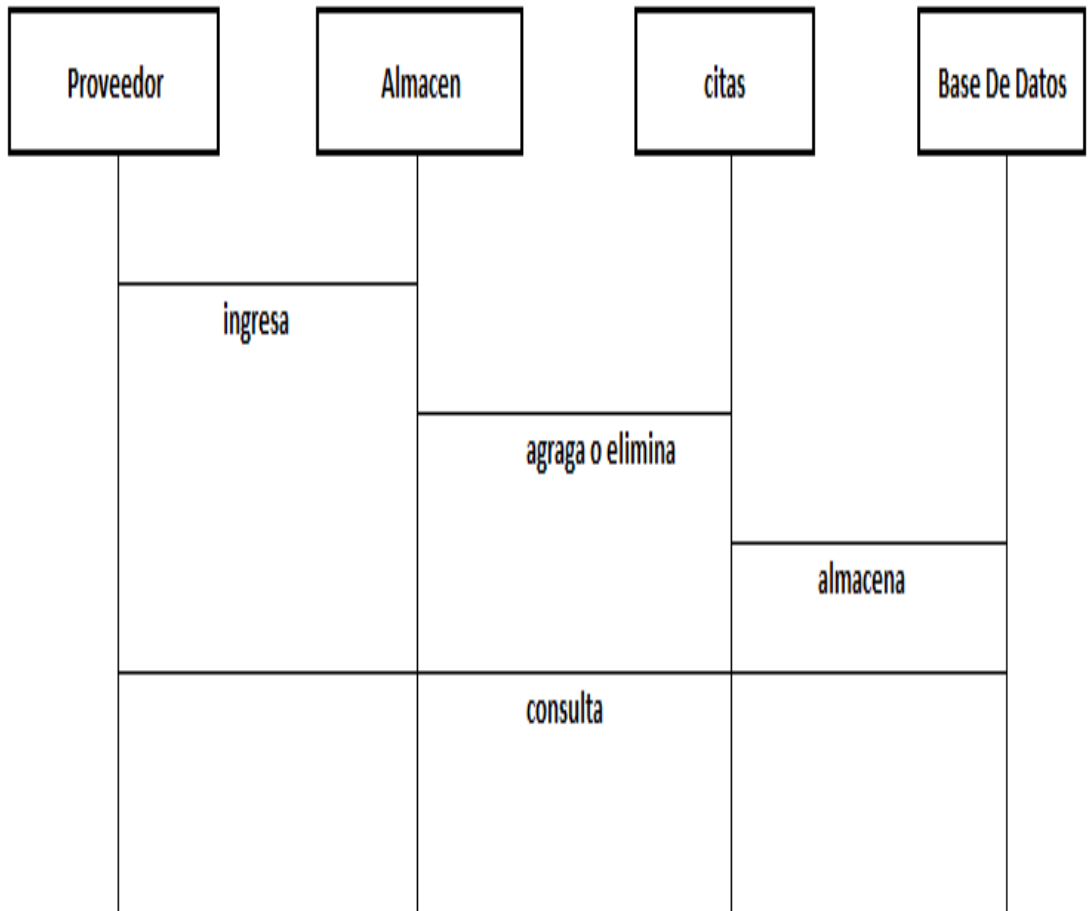 Proveedor
Almacen
citas
Base De Datos
ingresa
agraga o elimina
almacena
consulta